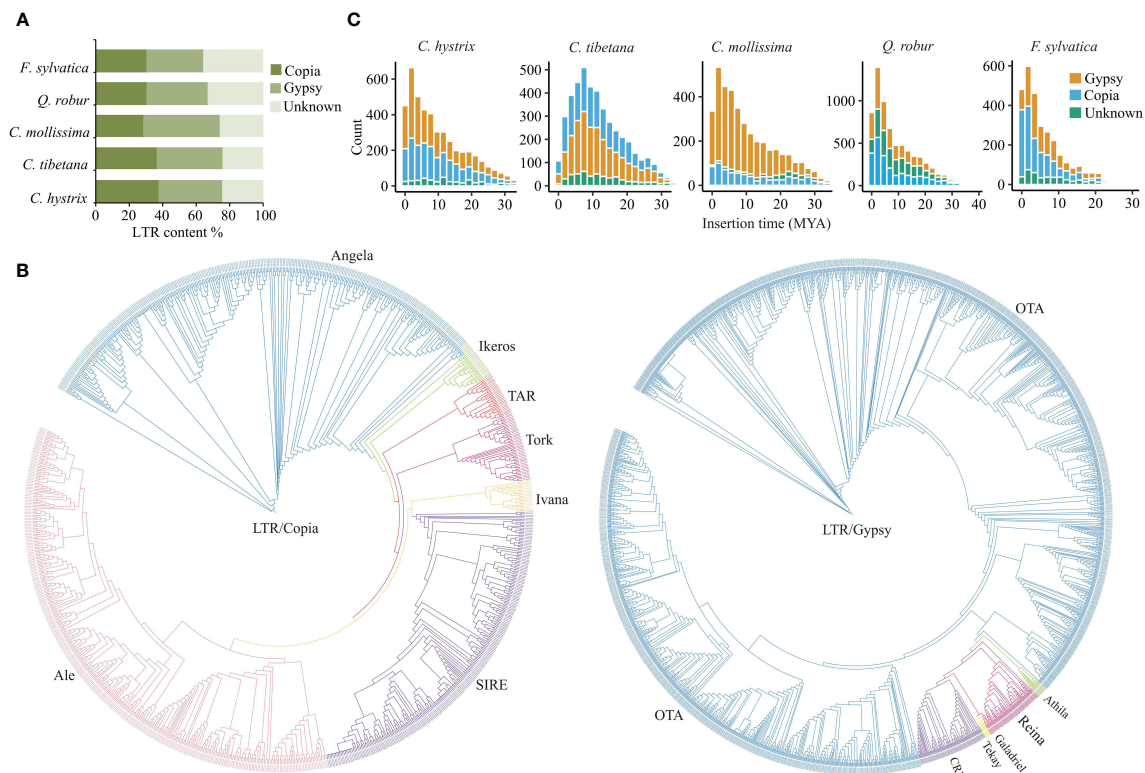 A
F. sylvatica
Q. robur
C. mollissima
C. tibetana
C. hystrix
0 20 40 60 80 100
LTR content %
Copia
Gypsy
Unknown
C
C. hystrix
C. tibetana
C. mollissima
Q. robur
F. sylvatica
Count
600
400
200
0
0 10 20 30
500
400
300
200
100
0
0 10 20 30
400
200
0
0 10 20 30
1000
500
0
0 10 20 30 40
600
500
400
300
200
100
0
0 10 20 30
Gypsy
Copia
Unknown
Insertion time (MYA)
B
Angela
Ikeros
TAR
Tork
Ivana
SIRE
Ale
LTR/Copia
OTA
LTR/Gypsy
Athila
Reina
Galadriel
Tekay
OTA